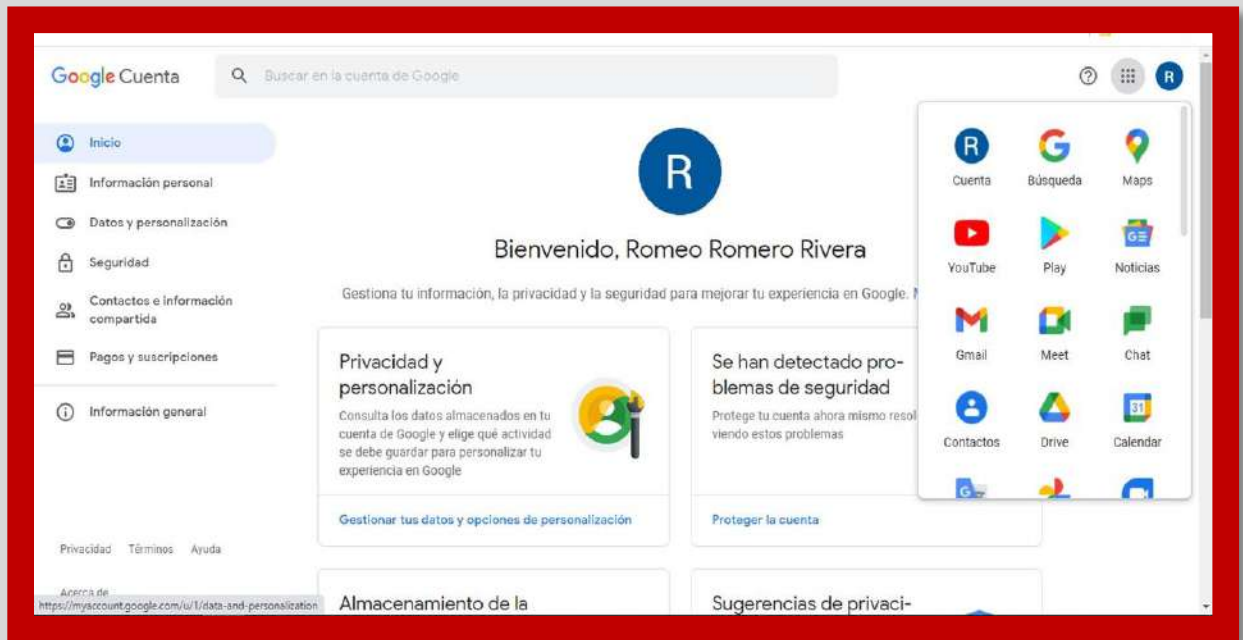 Google Cuenta
Buscar en la cuenta de Google
R
Inicio
Información personal
Datos y personalización
Seguridad
Contactos e información
compartida
Pagos y suscripciones
Información general
Privacidad Términos Ayuda
Acerca de
https://myaccount.google.com/u/1/data-and-personalization
R
Bienvenido, Romeo Romero Rivera
Gestiona tu información, la privacidad y la seguridad para mejorar tu experiencia en Google.
Privacidad y
personalización
Consulta los datos almacenados en tu
cuenta de Google y elige qué actividad
se debe guardar para personalizar tu
experiencia en Google
Gestionar tus datos y opciones de personalización
Se han detectado pro-
blemas de seguridad
Protege tu cuenta ahora mismo resol
viendo estos problemas
Proteger la cuenta
Almacenamiento de la
Sugerencias de privaci-
R
Cuenta Búsqueda Maps
YouTube Play Noticias
Gmail Meet Chat
31
Contactos Drive Calendar